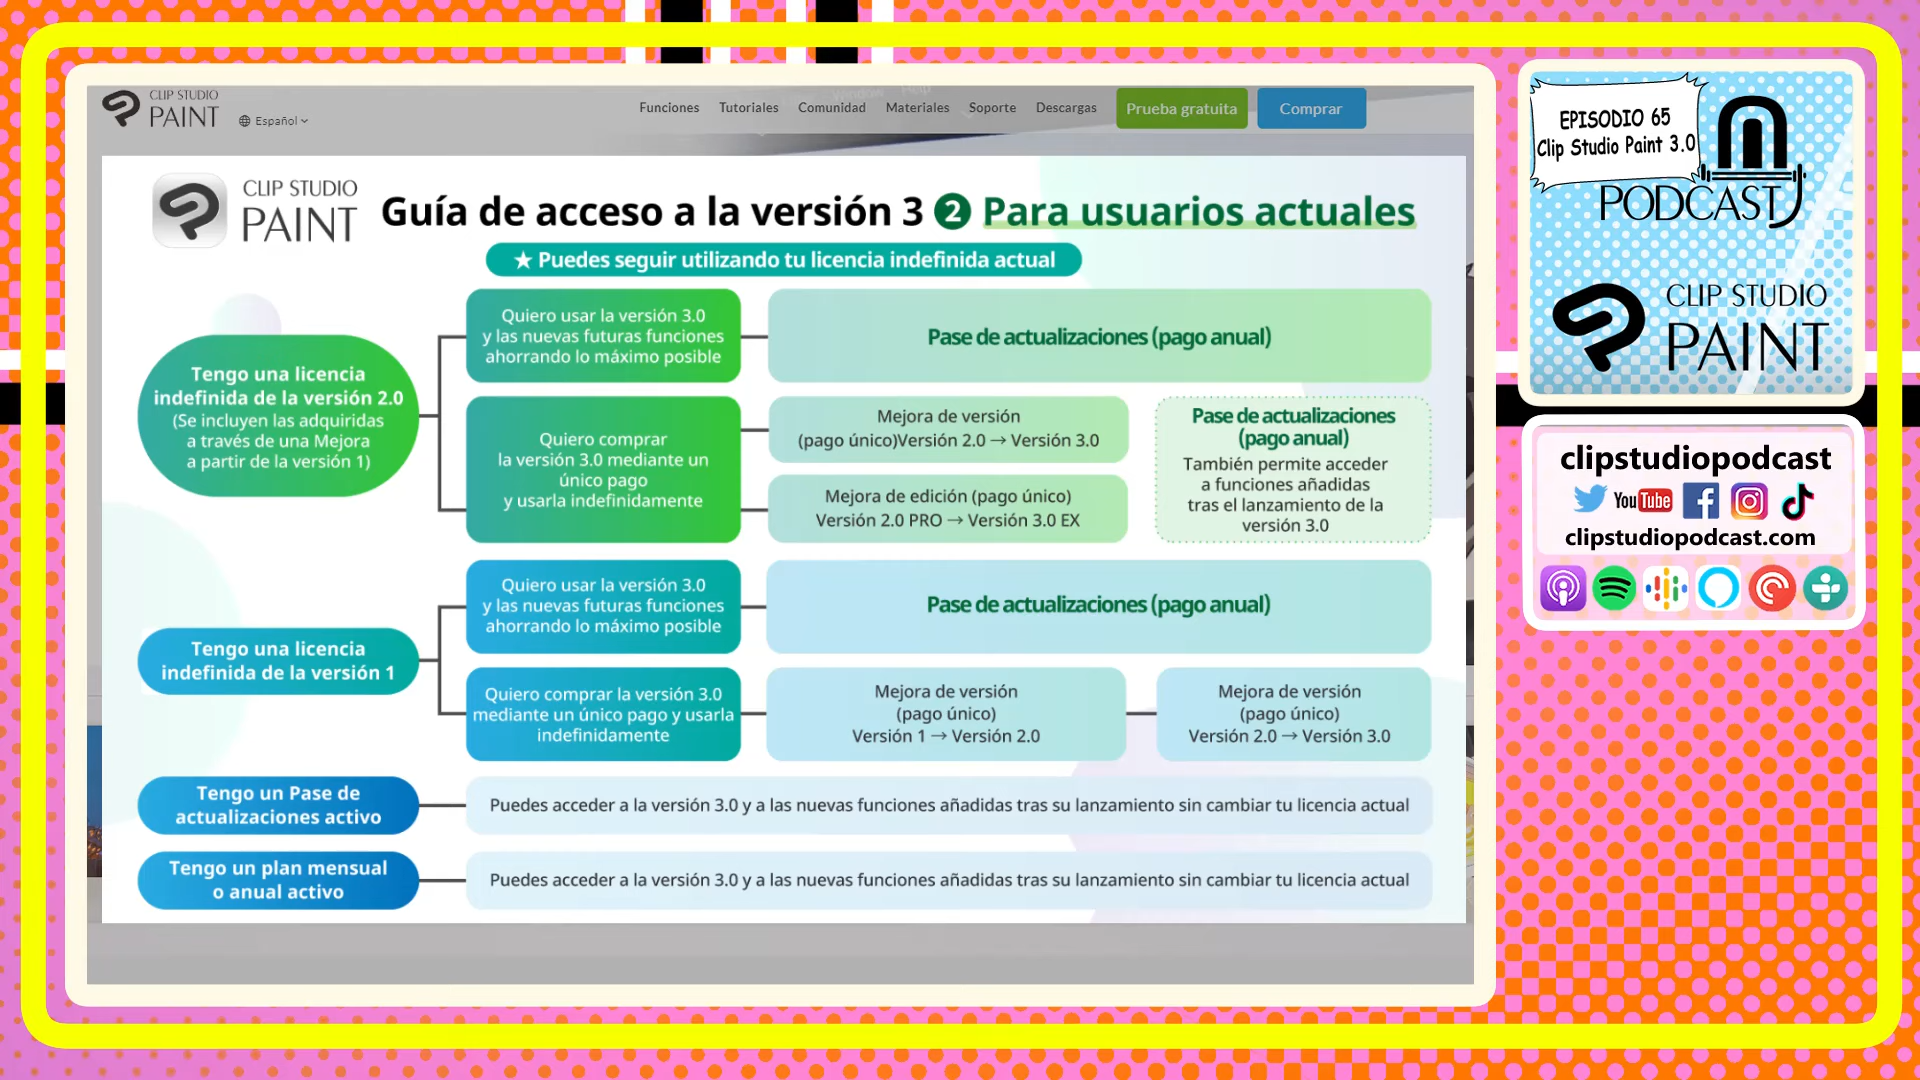 CLIP STUDIO
PAINT
Español
Funciones
Tutoriales
Comunidad
Materiales
Soporte
Descargas
Prueba gratuita
Comprar
CLIP STUDIO
PAINT
Guía de acceso a la versión 3 2 Para usuarios actuales
★ Puedes seguir utilizando tu licencia indefinida actual
Tengo una licencia
indefinida de la versión 2.0
(Se incluyen las adquiridas
a través de una Mejora
a partir de la versión 1)
Quiero usar la versión 3.0
y las nuevas futuras funciones
ahorrando lo máximo posible
Pase de actualizaciones (pago anual)
Quiero comprar
la versión 3.0 mediante un
único pago
y usarla indefinidamente
Mejora de versión
(pago único)Versión 2.0 → Versión 3.0
Mejora de edición (pago único)
Versión 2.0 PRO → Versión 3.0 EX
Pase de actualizaciones
(pago anual)
También permite acceder
a funciones añadidas
tras el lanzamiento de la
versión 3.0
Tengo una licencia
indefinida de la versión 1
Quiero usar la versión 3.0
y las nuevas futuras funciones
ahorrando lo máximo posible
Pase de actualizaciones (pago anual)
Quiero comprar la versión 3.0
mediante un único pago y usarla
indefinidamente
Mejora de versión
(pago único)
Versión 1 → Versión 2.0
Mejora de versión
(pago único)
Versión 2.0 → Versión 3.0
Tengo un Pase de
actualizaciones activo
Puedes acceder a la versión 3.0 y a las nuevas funciones añadidas tras su lanzamiento sin cambiar tu licencia actual
Tengo un plan mensual
o anual activo
Puedes acceder a la versión 3.0 y a las nuevas funciones añadidas tras su lanzamiento sin cambiar tu licencia actual
EPISODIO 65
Clip Studio Paint 3.0
PODCAST
CLIP STUDIO
PAINT
clipstudiopodcast
YouTube
clipstudiopodcast.com